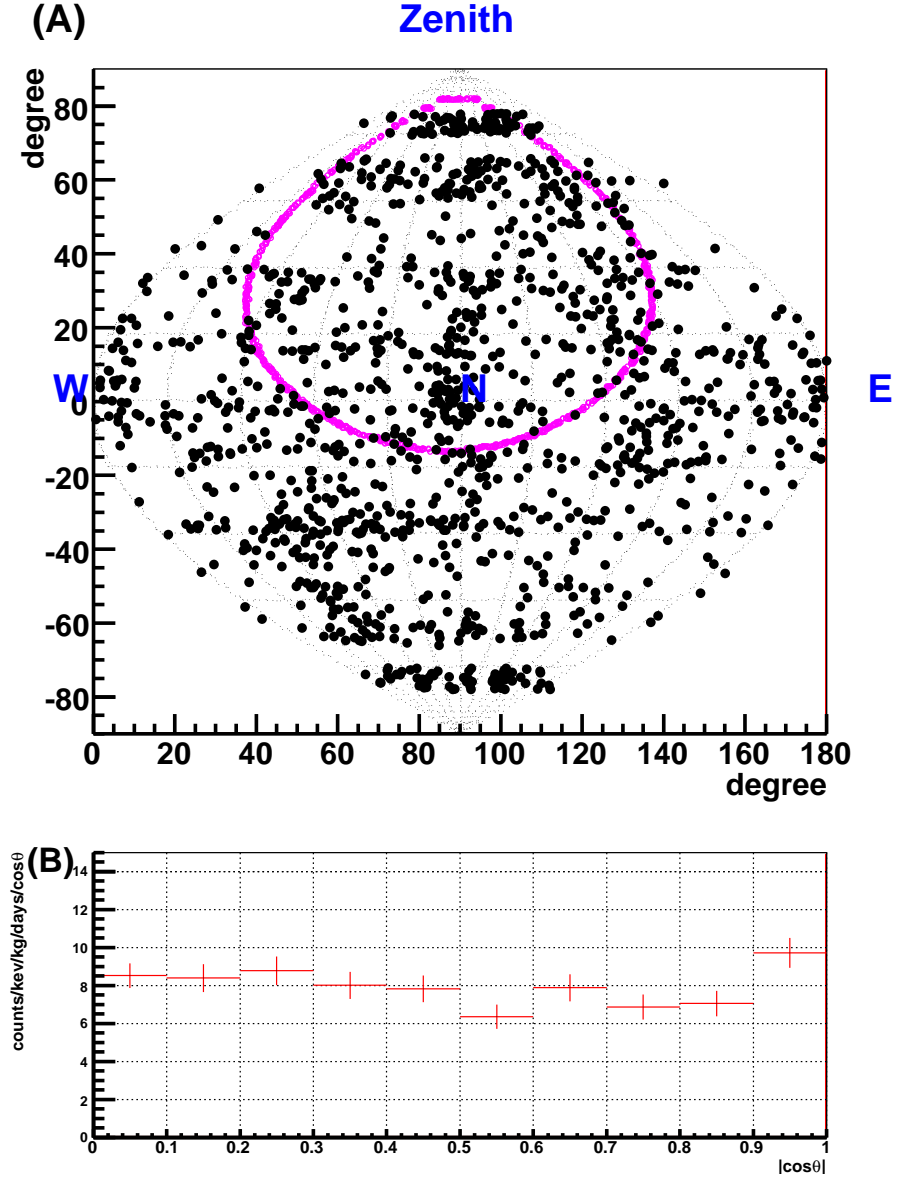 (A) Zenith
degree
80
60
40
20
0
-20
-40
-60
-80
W N E
0 20 40 60 80 100 120 140 160 180
degree
(B)
counts/kev/kg/days/cosθ
14
12
10
8
6
4
2
0
0 0.1 0.2 0.3 0.4 0.5 0.6 0.7 0.8 0.9 1
|cosθ|